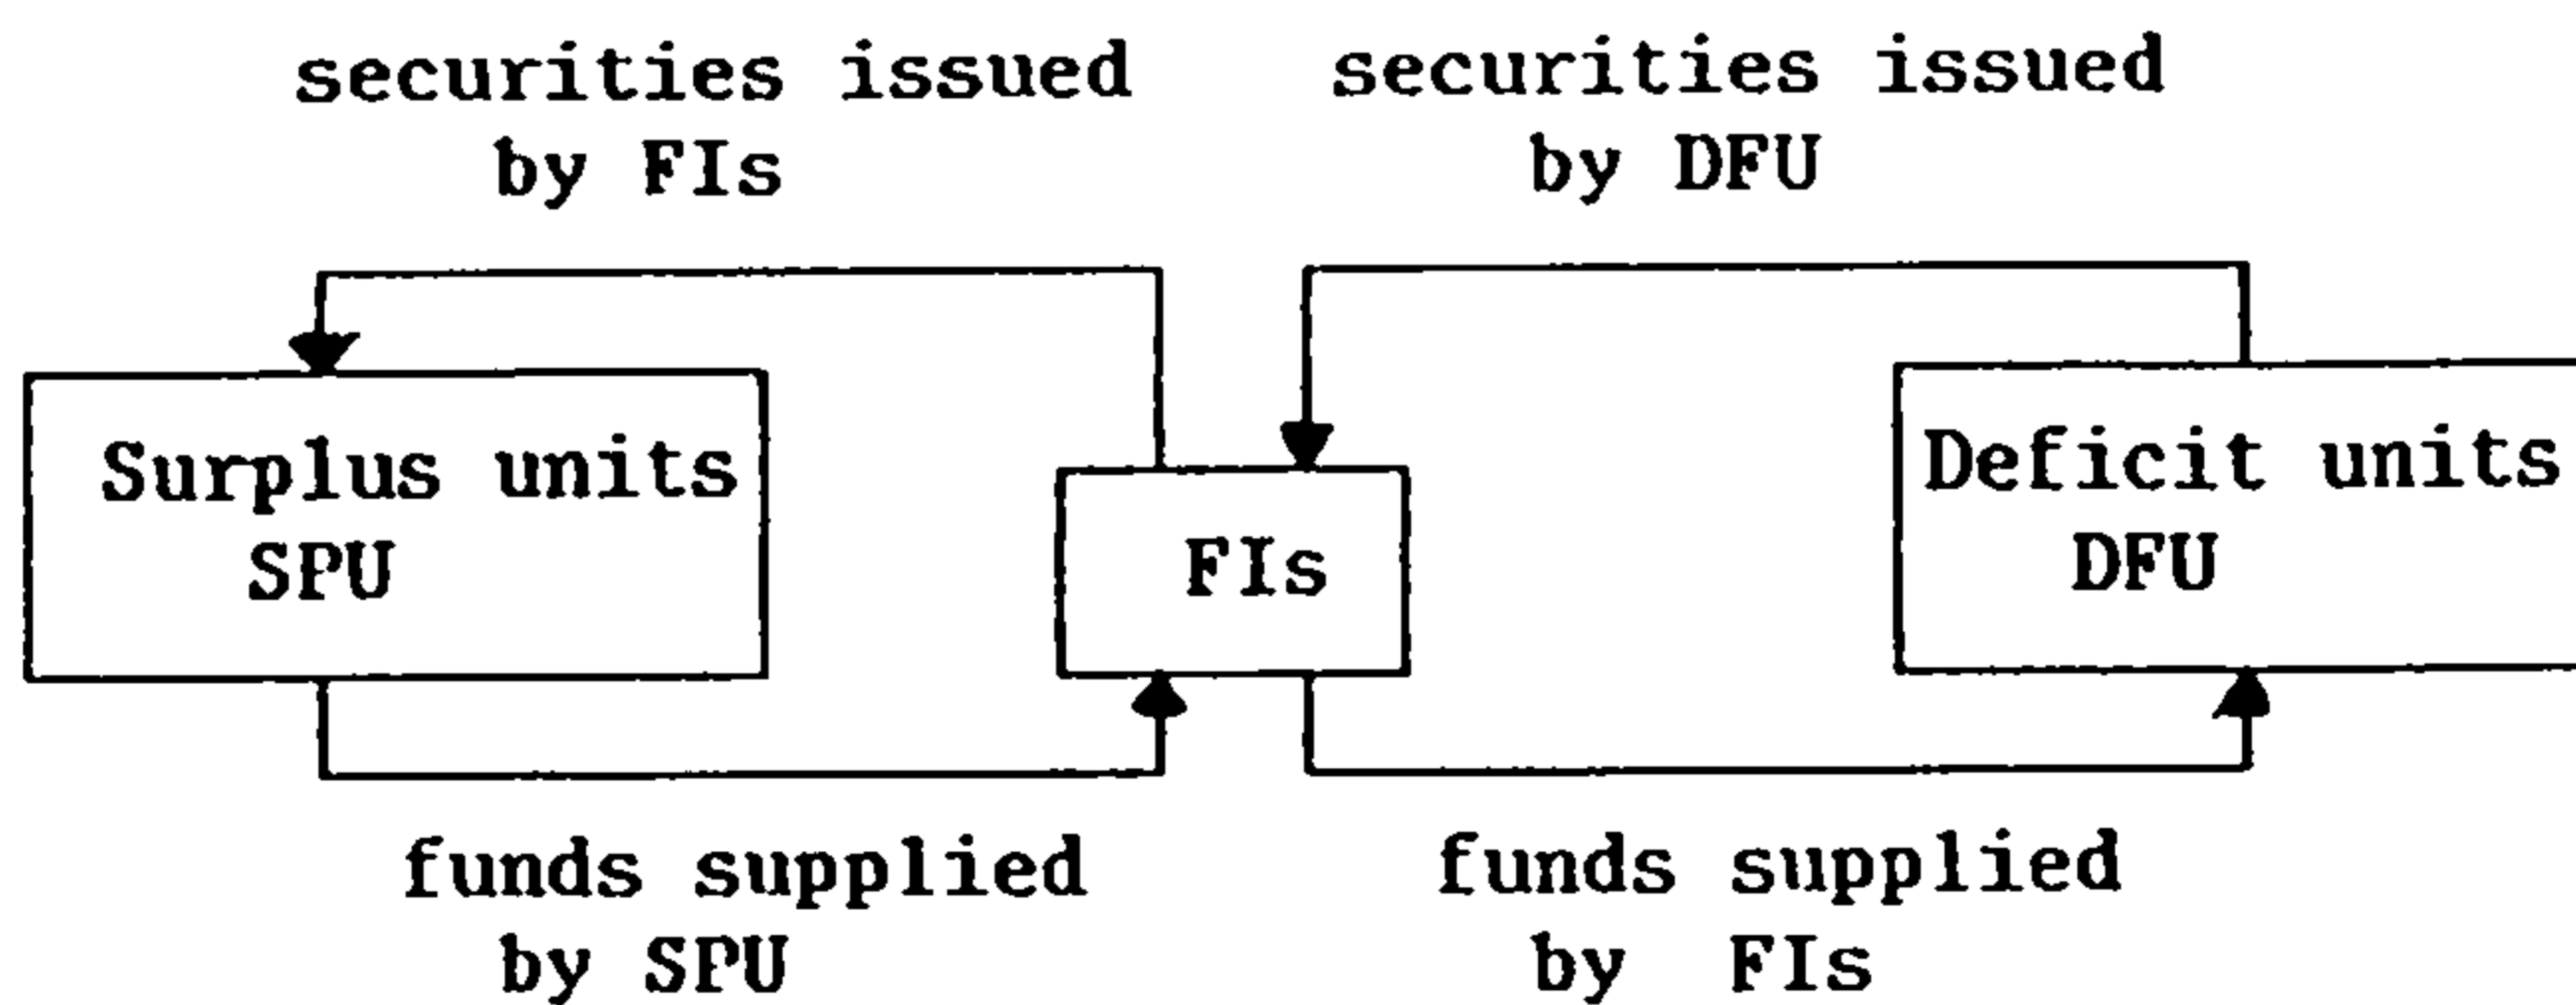 securities issued
by FIs
securities issued
by DFU
Surplus units
SPU
FIs
Deficit units
DFU
funds supplied
by SPU
funds supplied
by FIs